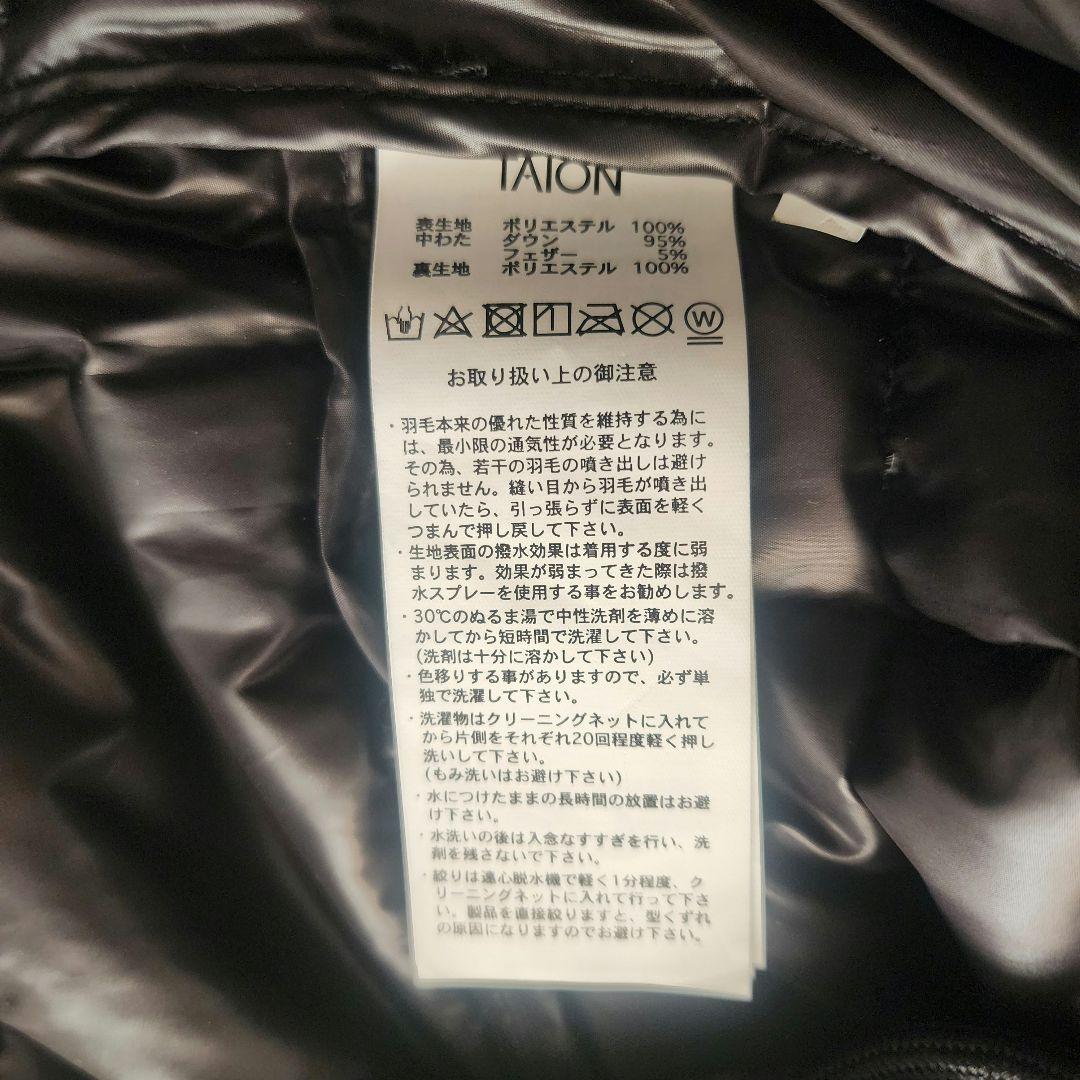 TAION
表生地 ポリエステル 100%
中わた ダウン 95%
フェザー 5%
裏生地 ポリエステル 100%
W
お取り扱い上の御注意
・羽毛本来の優れた性質を維持する為に
は、最小限の通気性が必要となります。
その為、若干の羽毛の噴き出しは避け
られません。縫い目から羽毛が噴き出
していたら、引っ張らずに表面を軽く
つまんで押し戻して下さい。
・生地表面の撥水効果は着用する度に弱
まります。効果が弱まってきた際は撥
水スプレーを使用する事をお勧めします。
・30℃のぬるま湯で中性洗剤を薄めに溶
かしてから短時間で洗濯して下さい。
(洗剤は十分に溶かして下さい)
・色移りする事がありますので、必ず単
独で洗濯して下さい。
・洗濯物はクリーニングネットに入れて
から片側をそれぞれ20回程度軽く押し
洗いして下さい。
(もみ洗いはお避け下さい)
・水につけたままの長時間の放置はお避
け下さい。
・水洗いの後は入念なすすぎを行い、洗
剤を残さないで下さい。
・絞りは遠心脱水機で軽く1分程度、ク
リーニングネットに入れて行って下さ
い。製品を直接絞りますと、型くずれ
の原因になりますのでお避け下さい。